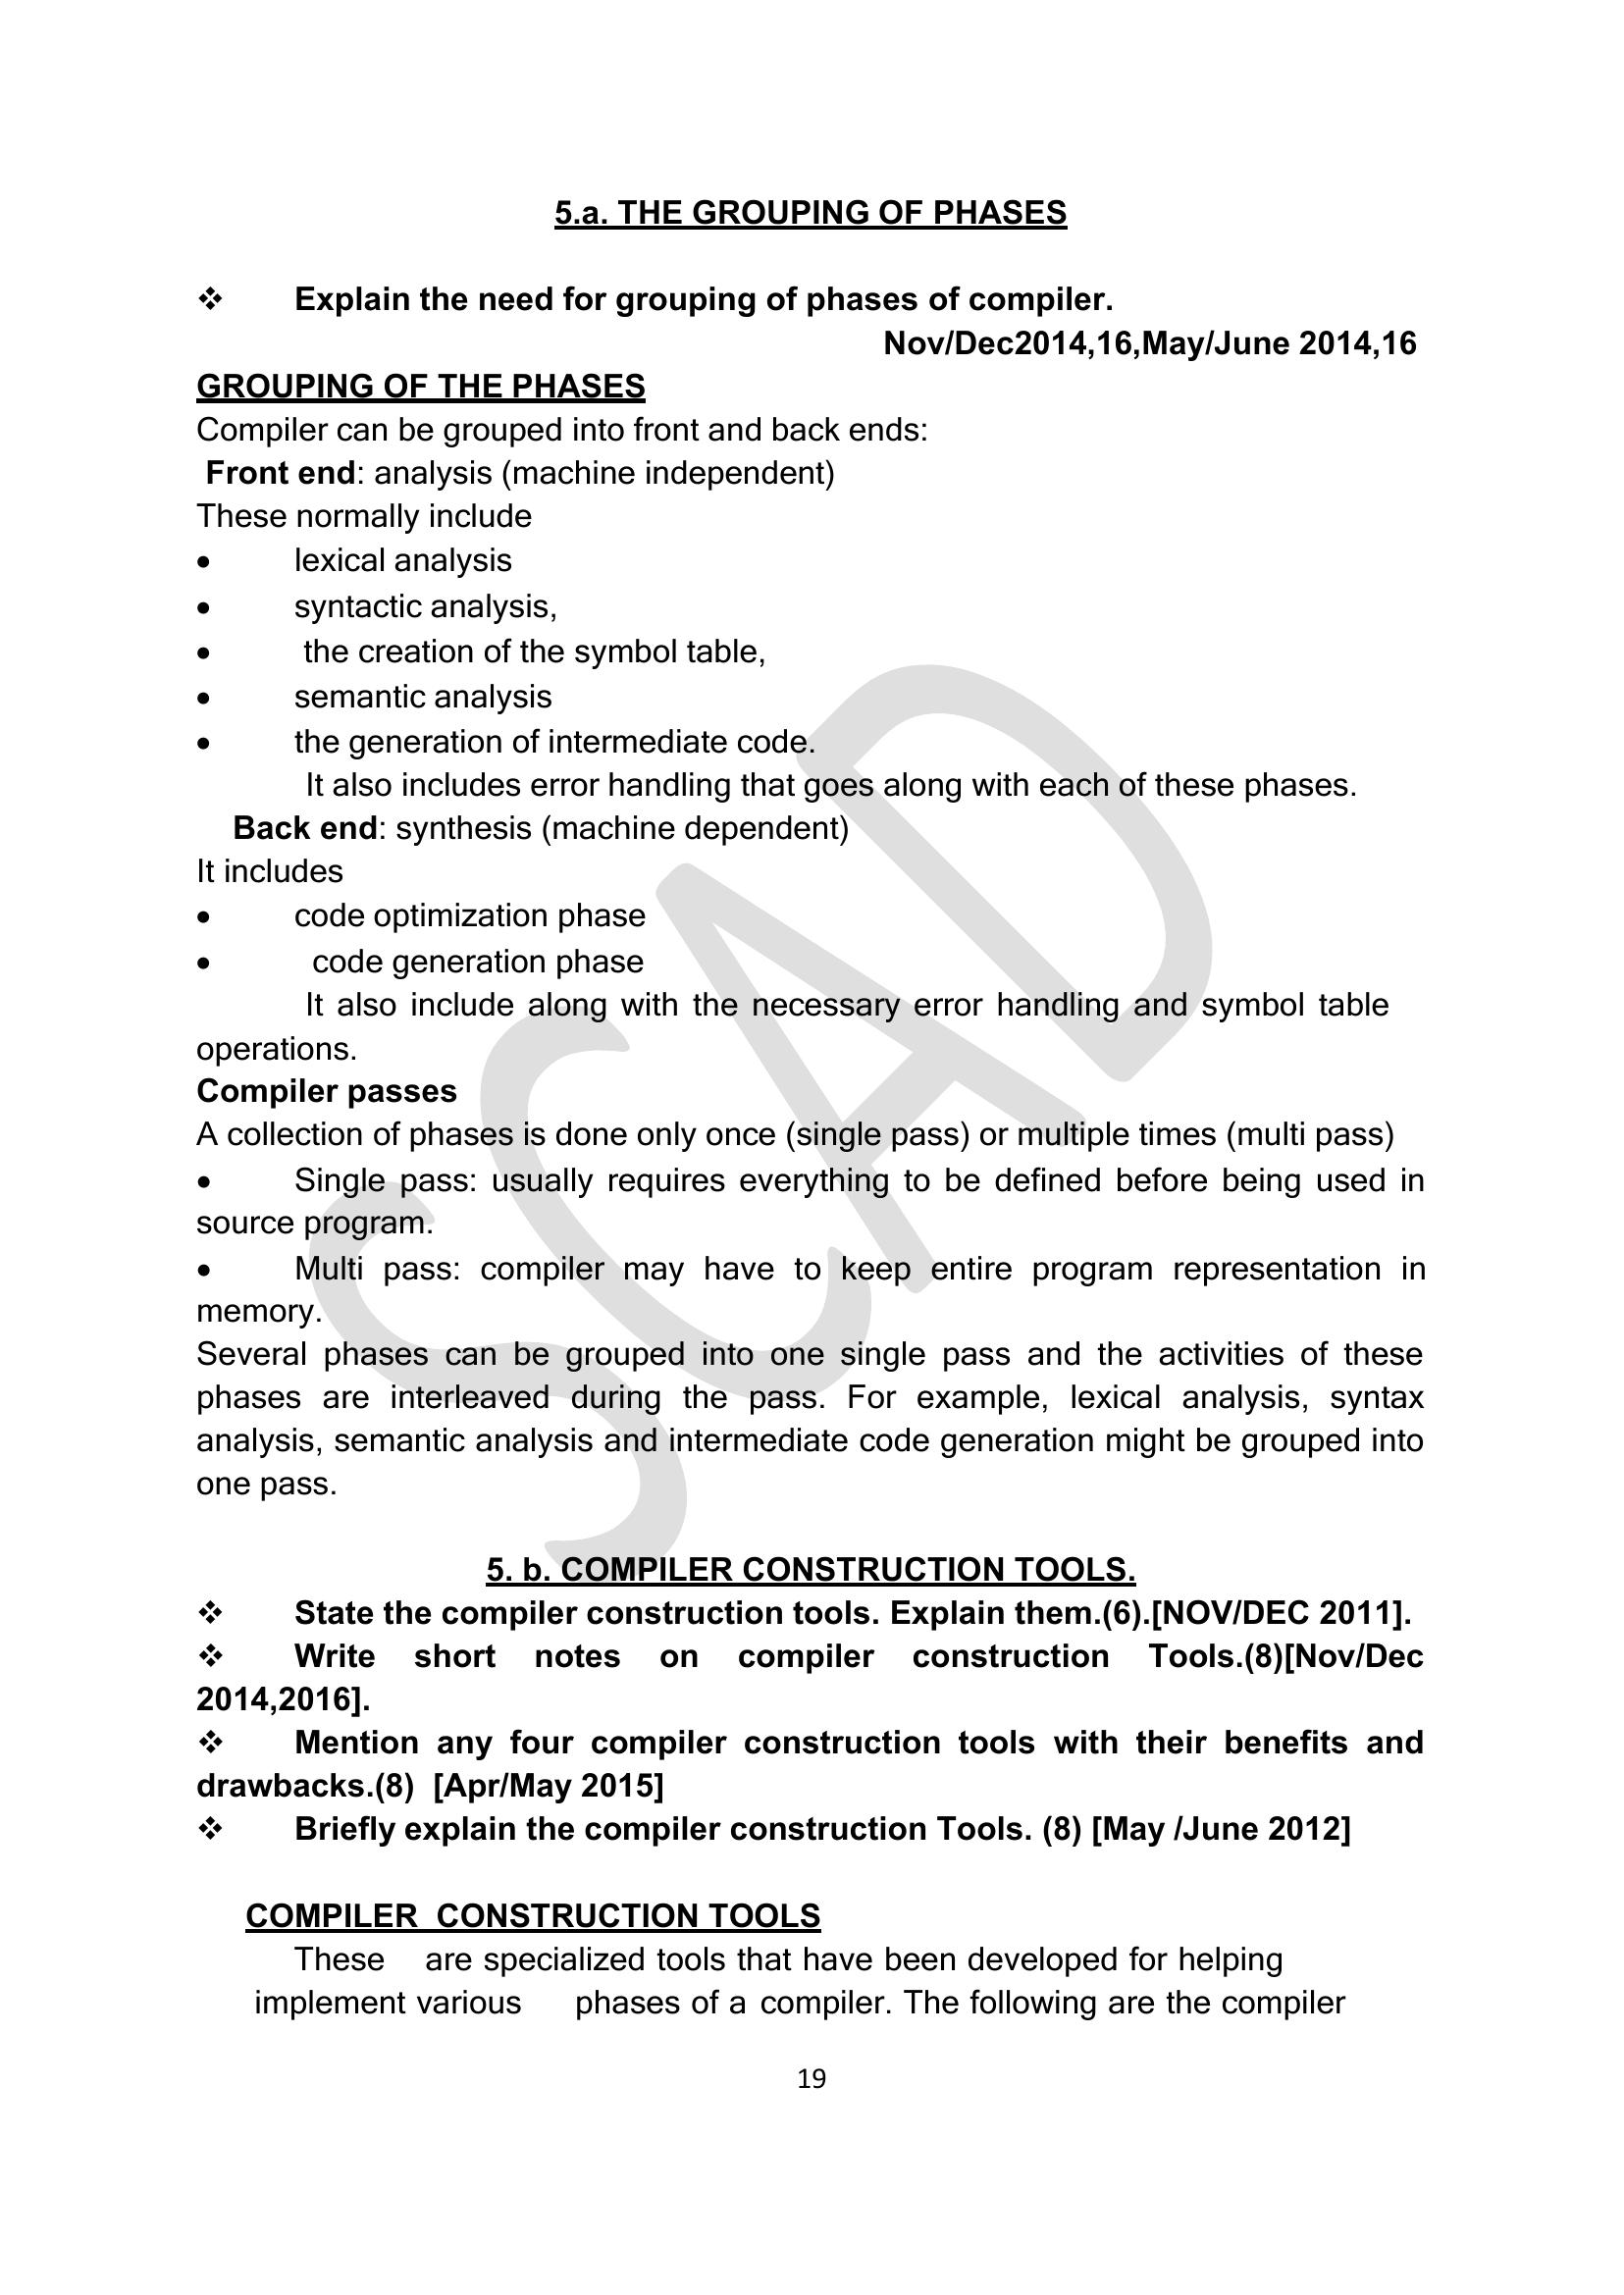 5.a. THE GROUPING OF PHASES
❖ Explain the need for grouping of phases of compiler.
Nov/Dec2014,16,May/June 2014,16
GROUPING OF THE PHASES
Compiler can be grouped into front and back ends:
Front end: analysis (machine independent)
These normally include
• lexical analysis
• syntactic analysis,
• the creation of the symbol table,
• semantic analysis
• the generation of intermediate code.
It also includes error handling that goes along with each of these phases.
Back end: synthesis (machine dependent)
It includes
• code optimization phase
• code generation phase
It also include along with the necessary error handling and symbol table
operations.
Compiler passes
A collection of phases is done only once (single pass) or multiple times (multi pass)
• Single pass: usually requires everything to be defined before being used in
source program.
• Multi pass: compiler may have to keep entire program representation in
memory.
Several phases can be grouped into one single pass and the activities of these
phases are interleaved during the pass. For example, lexical analysis, syntax
analysis, semantic analysis and intermediate code generation might be grouped into
one pass.
5. b. COMPILER CONSTRUCTION TOOLS.
❖ State the compiler construction tools. Explain them.(6).[NOV/DEC 2011].
❖ Write short notes on compiler construction Tools.(8)[Nov/Dec
2014,2016].
❖ Mention any four compiler construction tools with their benefits and
drawbacks.(8) [Apr/May 2015]
❖ Briefly explain the compiler construction Tools. (8) [May /June 2012]
COMPILER CONSTRUCTION TOOLS
These are specialized tools that have been developed for helping
implement various phases of a compiler. The following are the compiler
19
SCAD